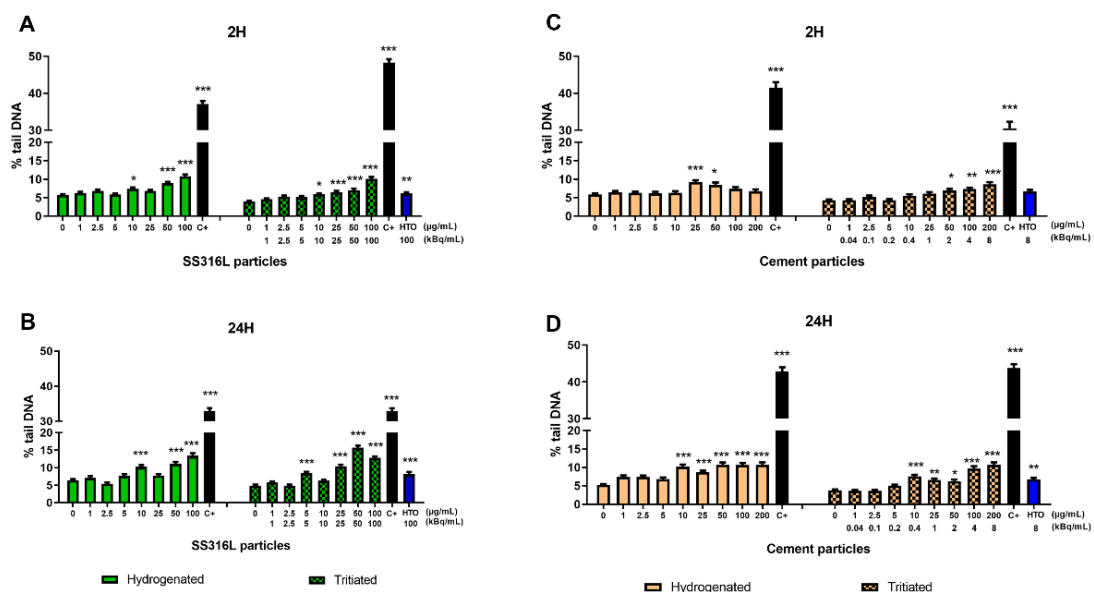 A
2H
50
40
30
20
15
10
5
0
% tail DNA
* *** *** *** * *** *** *** *** **
0 1 2.5 5 10 25 50 100 C+ 0 1 2.5 5 10 25 50 100 C+ HTO (µg/mL)
1 2.5 5 10 25 50 100 100 (kBq/mL)
SS316L particles
B
24H
50
40
30
20
15
10
5
0
% tail DNA
*** *** *** *** *** *** *** *** *** ***
0 1 2.5 5 10 25 50 100 C+ 0 1 2.5 5 10 25 50 100 C+ HTO (µg/mL)
1 2.5 5 10 25 50 100 100 (kBq/mL)
SS316L particles
Hydrogenated
Tritiated
C
2H
50
40
30
20
15
10
5
0
% tail DNA
*** * *** * ** *** ***
0 1 2.5 5 10 25 50 100 200 C+ 0 1 2.5 5 10 25 50 100 200 C+ HTO (µg/mL)
0.04 0.1 0.2 0.4 1 2 4 8 8 (kBq/mL)
Cement particles
D
24H
50
40
30
20
15
10
5
0
% tail DNA
*** *** *** *** *** *** *** ** * *** *** *** **
0 1 2.5 5 10 25 50 100 200 C+ 0 1 2.5 5 10 25 50 100 200 C+ HTO (µg/mL)
0.04 0.1 0.2 0.4 1 2 4 8 8 (kBq/mL)
Cement particles
Hydrogenated
Tritiated